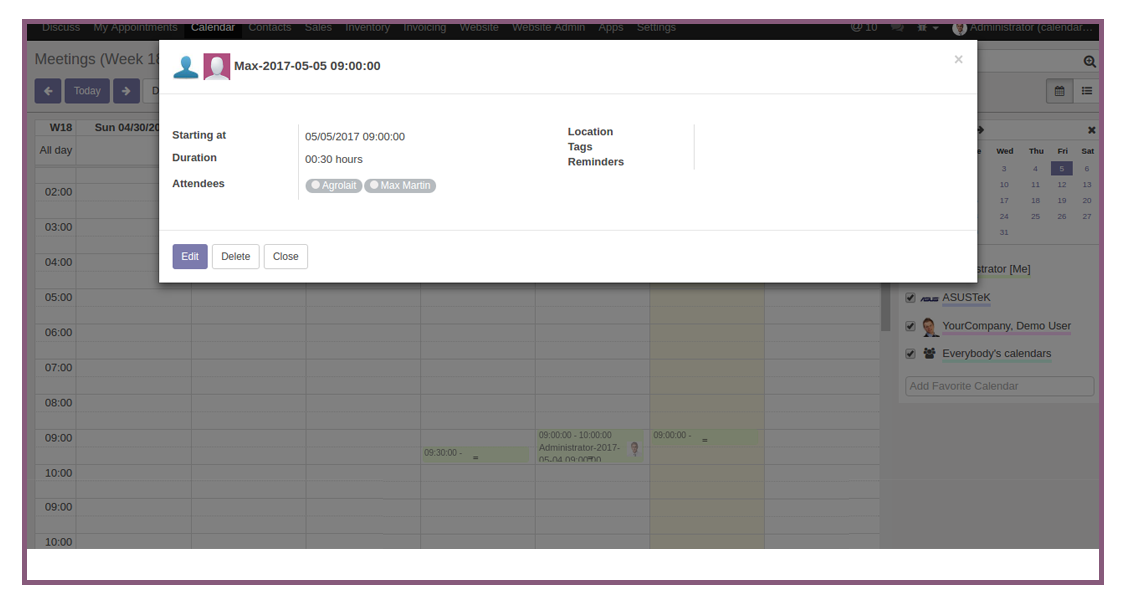 Discuss My Appointments Calendar Contacts Sales Inventory Invoicing Website Website Admin Apps Settings @ 10 Administrator (calendar...
Meetings (Week 18
Today
Max-2017-05-05 09:00:00
×
Starting at 05/05/2017 09:00:00
Duration 00:30 hours
Attendees Agrolait Max Martin
Location
Tags
Reminders
Edit Delete Close
W18 Sun 04/30/20
All day
02:00
03:00
04:00
05:00
06:00
07:00
08:00
09:00
10:00
09:00
10:00
09:30:00 -
09:00:00 - 10:00:00
Administrator-2017-
05-04 09:00:00
09:00:00 -
Wed Thu Fri Sat
3 4 5 6
10 11 12 13
17 18 19 20
24 25 26 27
31
strator [Me]
ASUS ASUSTeK
YourCompany, Demo User
Everybody's calendars
Add Favorite Calendar